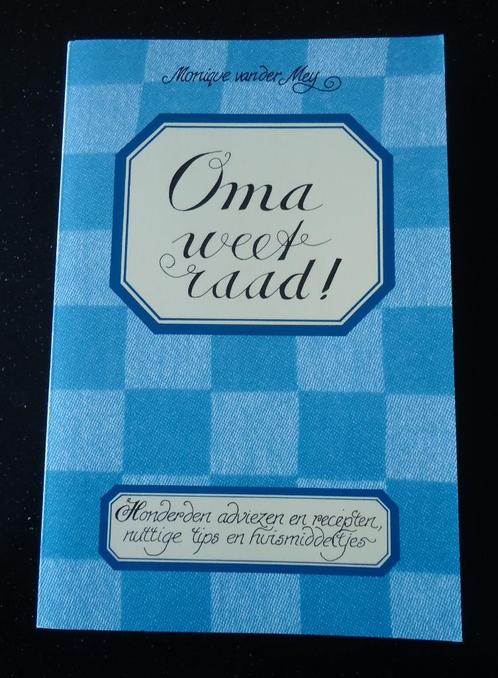 Monique van der Mey
Oma
weet
raad!
Honderden adviezen en recepten,
nuttige tips en huismiddeltjes